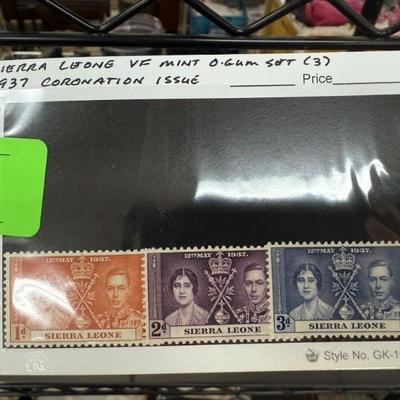 IERRA LEONE VF MINT O.GUM SET (3)
937 CORONATION ISSUE Price
12TH MAY 1937. 12TH MAY 1937. 12TH MAY 1937.
1d 2d 3d
SIERRA LEONE SIERRA LEONE SIERRA LEONE
Style No. GK-1